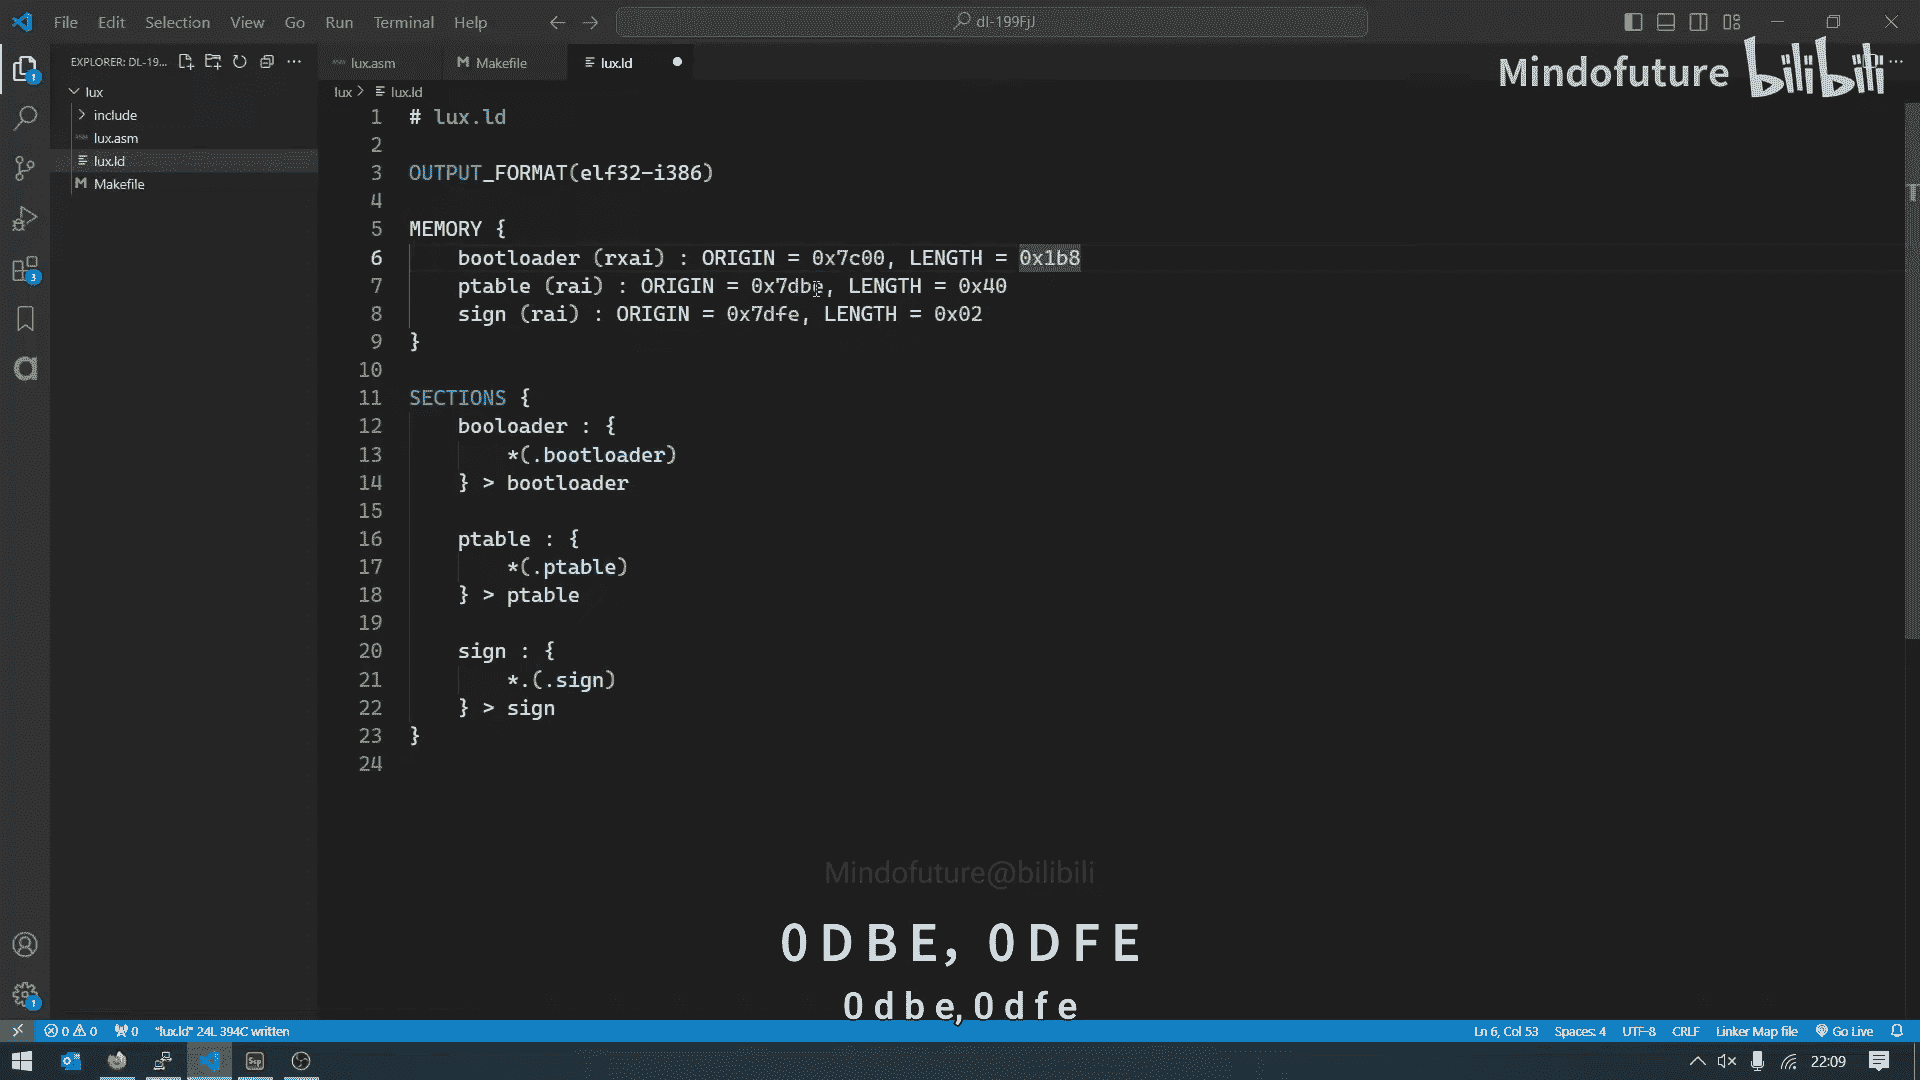 File Edit Selection View Go Run Terminal Help
dl-199FjJ
EXPLORER: DL-19...
lux.asm
Makefile
lux.ld
Mindofuture bilibili
lux
include
lux.asm
lux.ld
Makefile
lux > lux.ld
1 # lux.ld
2
3 OUTPUT_FORMAT(elf32-i386)
4
5 MEMORY {
6 bootloader (rxai) : ORIGIN = 0x7c00, LENGTH = 0x1b8
7 ptable (rai) : ORIGIN = 0x7dbe, LENGTH = 0x40
8 sign (rai) : ORIGIN = 0x7dfe, LENGTH = 0x02
9 }
10
11 SECTIONS {
12 booloader : {
13 *(.bootloader)
14 } > bootloader
15
16 ptable : {
17 *(.ptable)
18 } > ptable
19
20 sign : {
21 *.(.sign)
22 } > sign
23 }
24
Mindofuture@bilibili
0DBE, 0DFE
0dbe,0dfe
0 0 0 "lux.ld" 24L 394C written
Ln 6, Col 53 Spaces: 4 UTF-8 CRLF Linker Map file Go Live
22:09